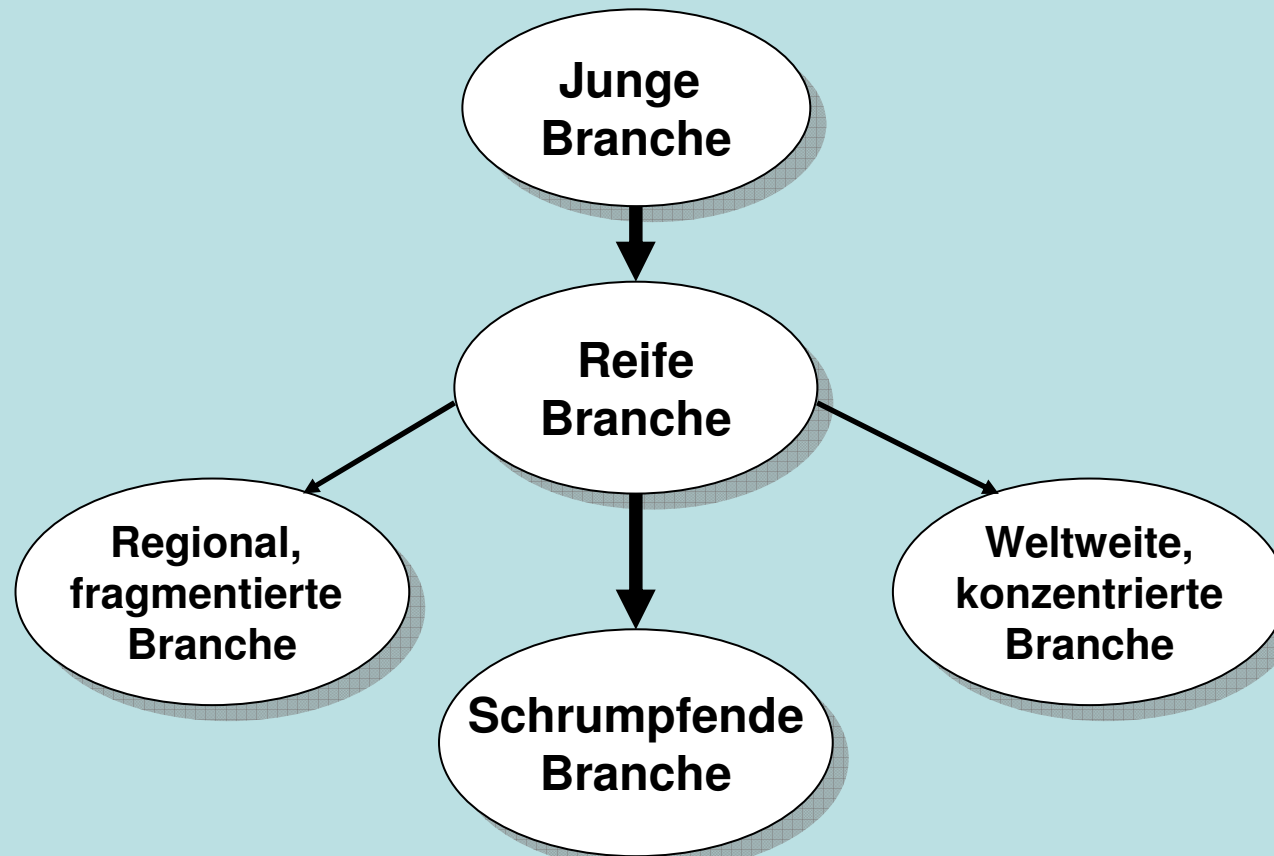 Junge
Branche
Reife
Branche
Regional,
fragmentierte
Branche
Weltweite,
konzentrierte
Branche
Schrumpfende
Branche